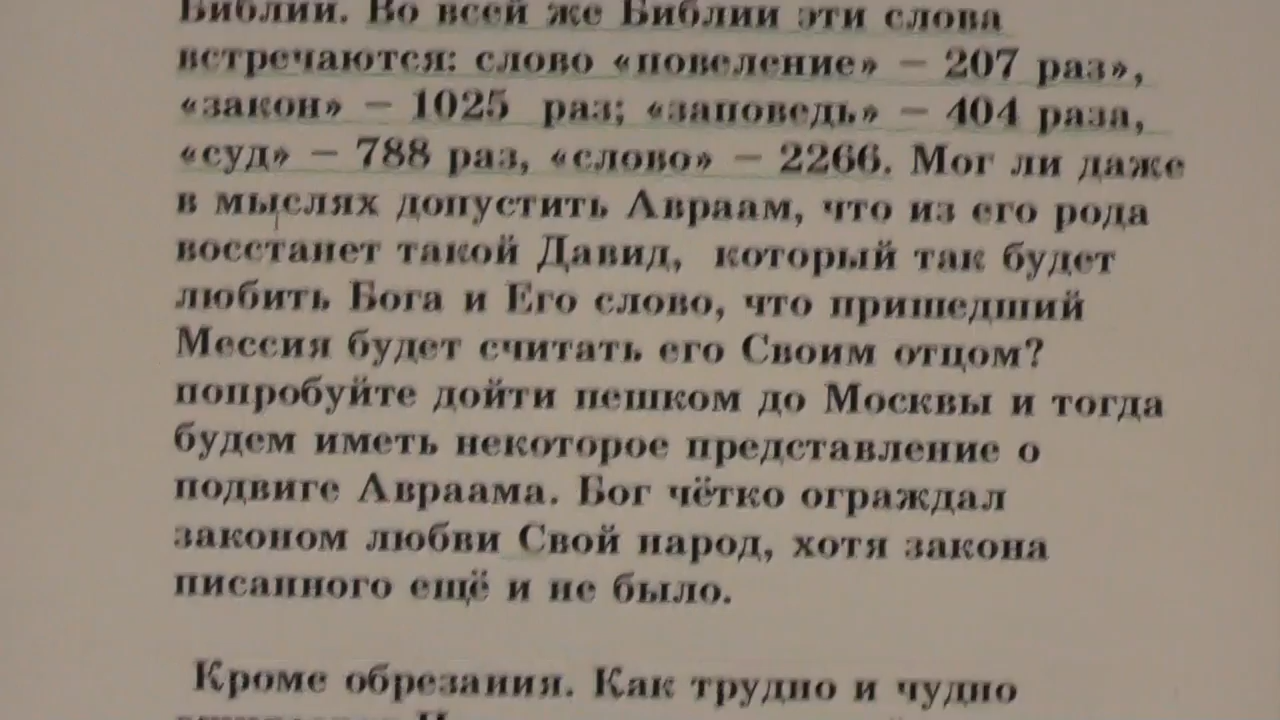 Библии. Во всей же Библии эти слова
встречаются: слово «повеление» – 207 раз»,
«закон» – 1025 раз; «заповедь» – 404 раза,
«суд» – 788 раз, «слово» – 2266. Мог ли даже
в мыслях допустить Авраам, что из его рода
восстанет такой Давид, который так будет
любить Бога и Его слово, что пришедший
Мессия будет считать его Своим отцом?
попробуйте дойти пешком до Москвы и тогда
будем иметь некоторое представление о
подвиге Авраама. Бог чётко ограждал
законом любви Свой народ, хотя закона
писанного ещё и не было.
Кроме обрезания. Как трудно и чудно